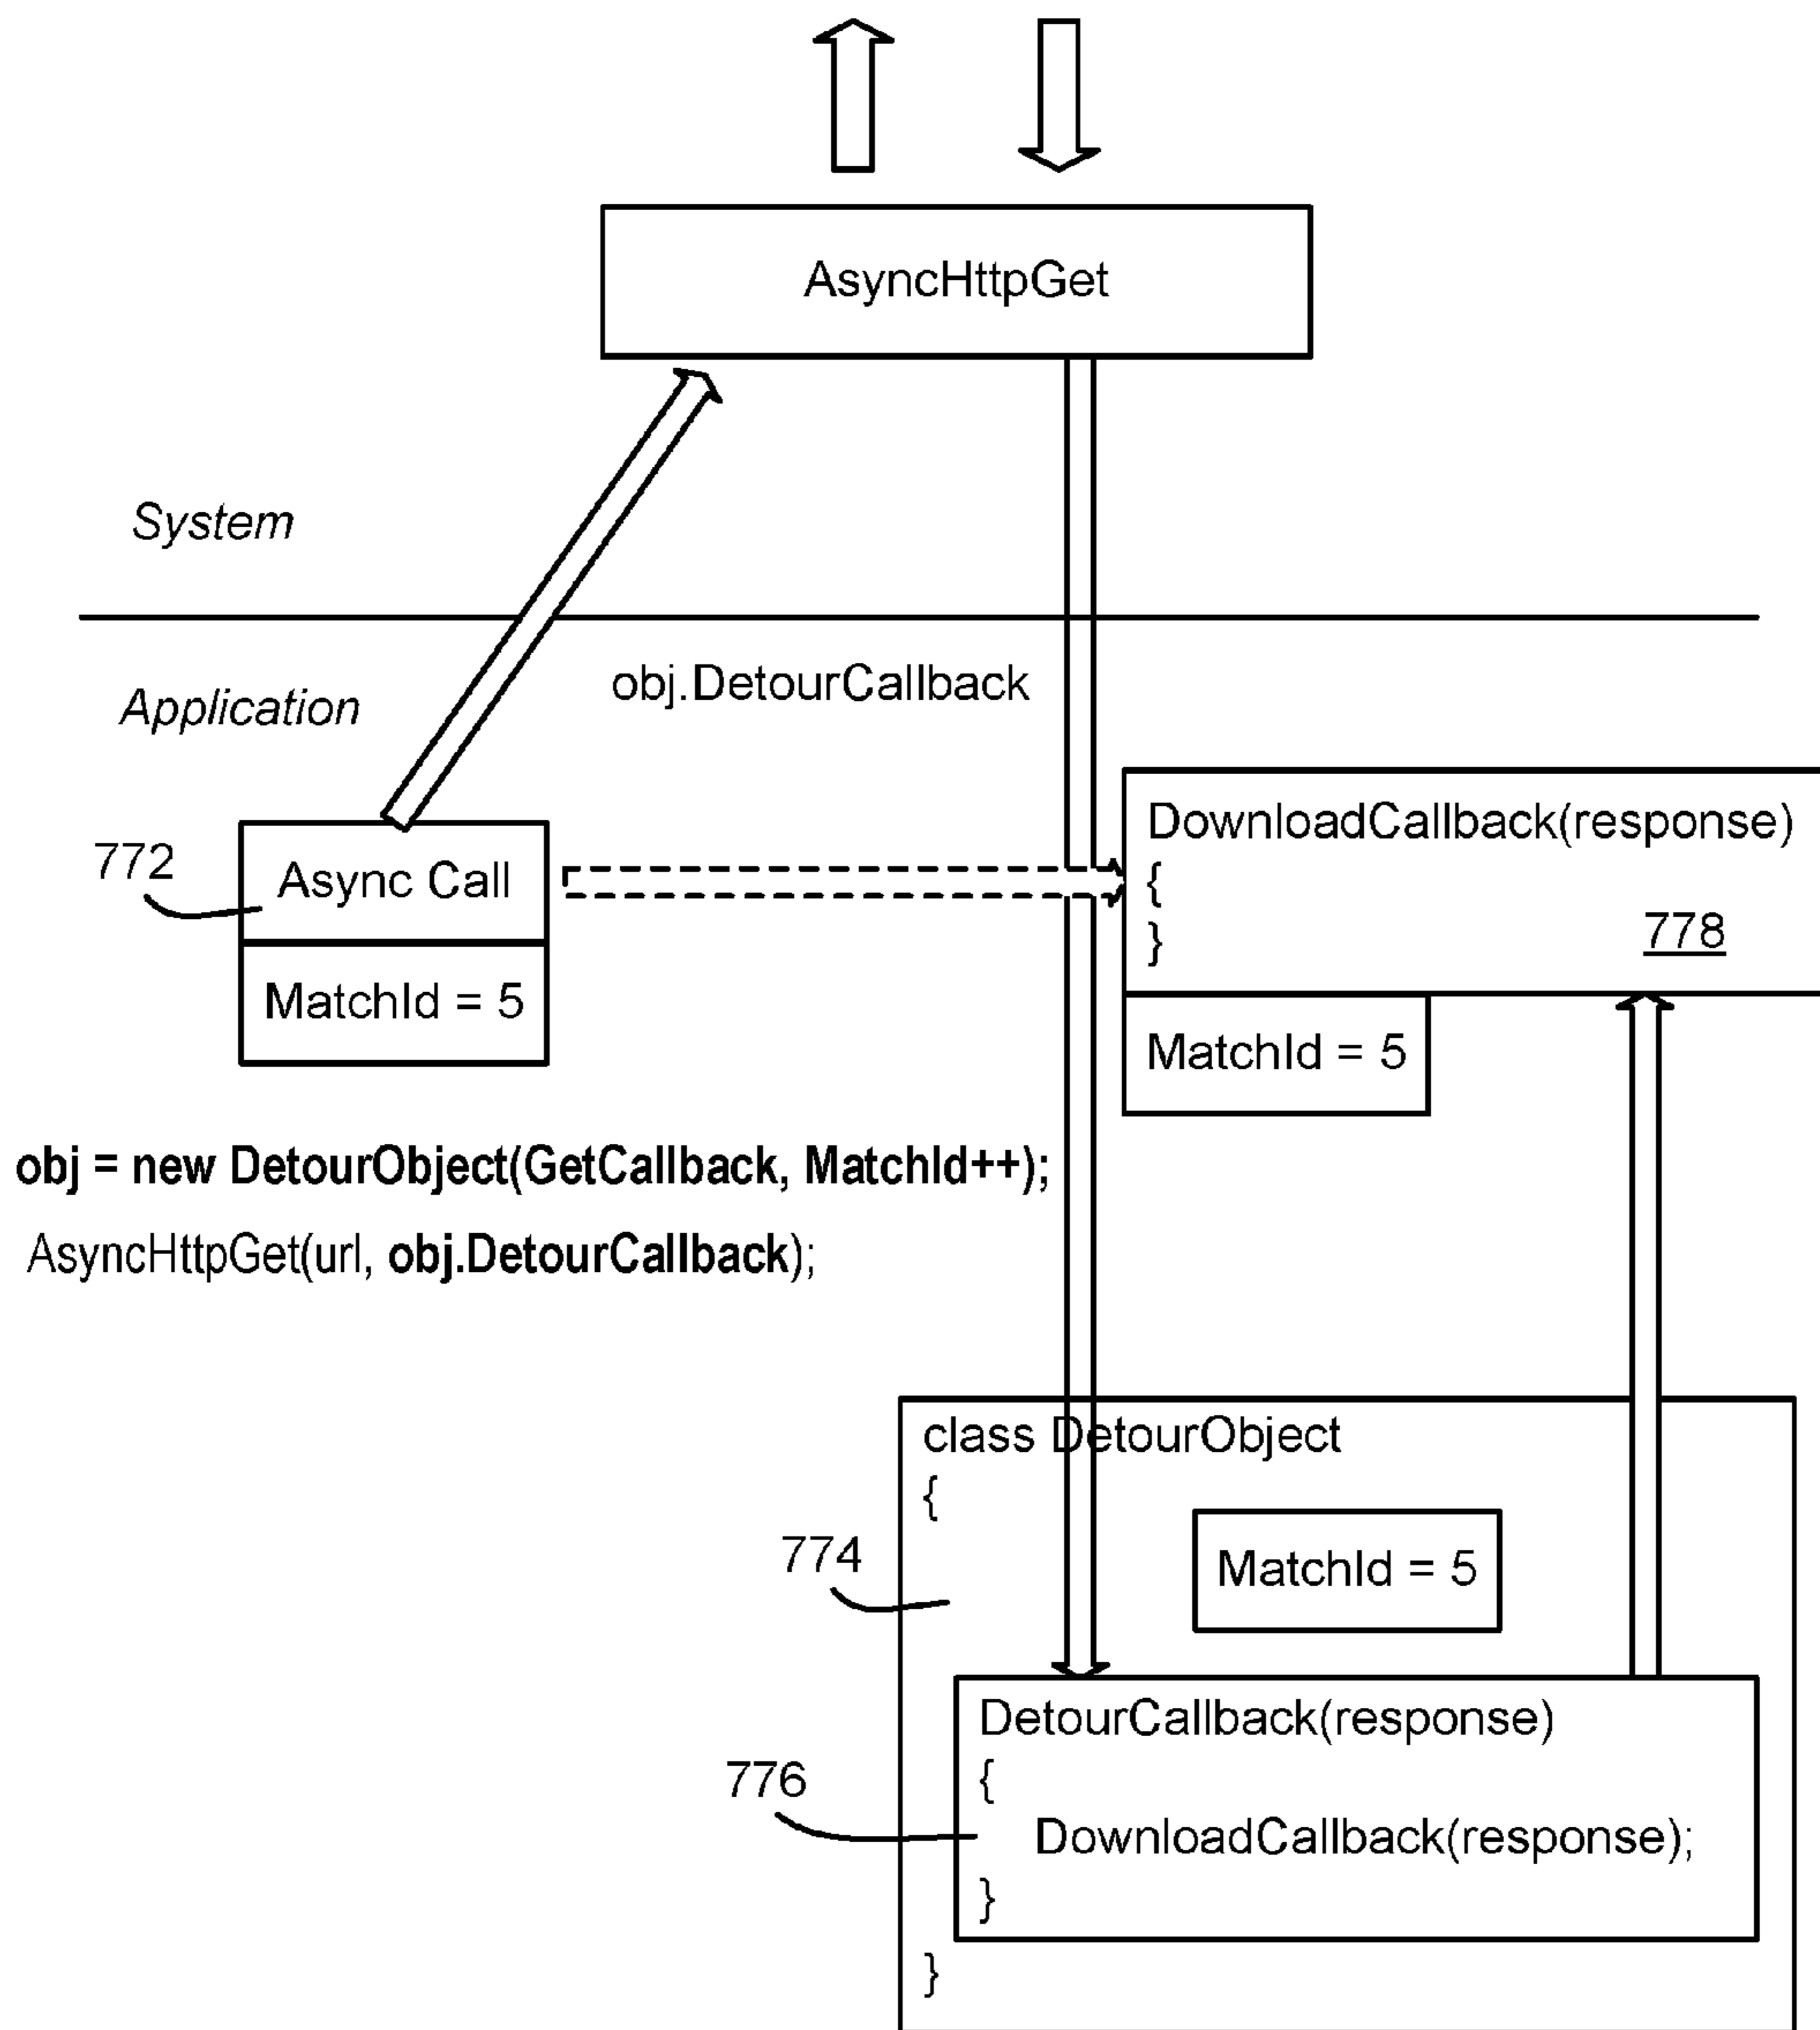 AsyncHttpGet
System
Application
obj.DetourCallback
772
Async Call
MatchId = 5
DownloadCallback(response)
{
}
778
MatchId = 5
obj = new DetourObject(GetCallback, MatchId++);
AsyncHttpGet(url, obj.DetourCallback);
class DetourObject
{
774
MatchId = 5
DetourCallback(response)
{
776
DownloadCallback(response);
}
}